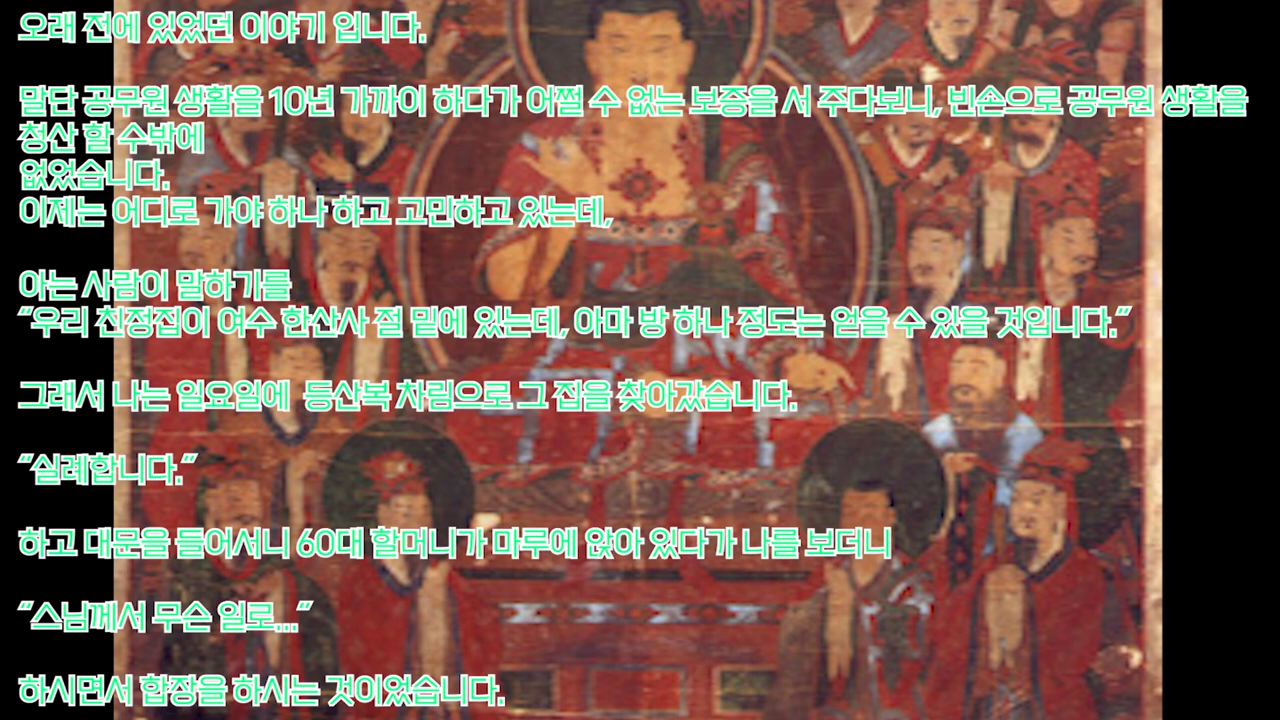 오래 전에 있었던 이야기 입니다.
말단 공무원 생활을 10년 가까이 하다가 어쩔 수 없는 보증을 서 주다보니, 빈손으로 공무원 생활을
청산 할 수밖에
없었습니다.
이제는 어디로 가야 하나 하고 고민하고 있는데,
아는 사람이 말하기를
“우리 친정집이 여수 한산사 절 밑에 있는데, 아마 방 하나 정도는 얻을 수 있을 것입니다.”
그래서 나는 일요일에  등산복 차림으로 그 집을 찾아갔습니다.
“실례합니다.”
하고 대문을 들어서니 60대 할머니가 마루에 앉아 있다가 나를 보더니
“스님께서 무슨 일로...“
하시면서 합장을 하시는 것이었습니다.